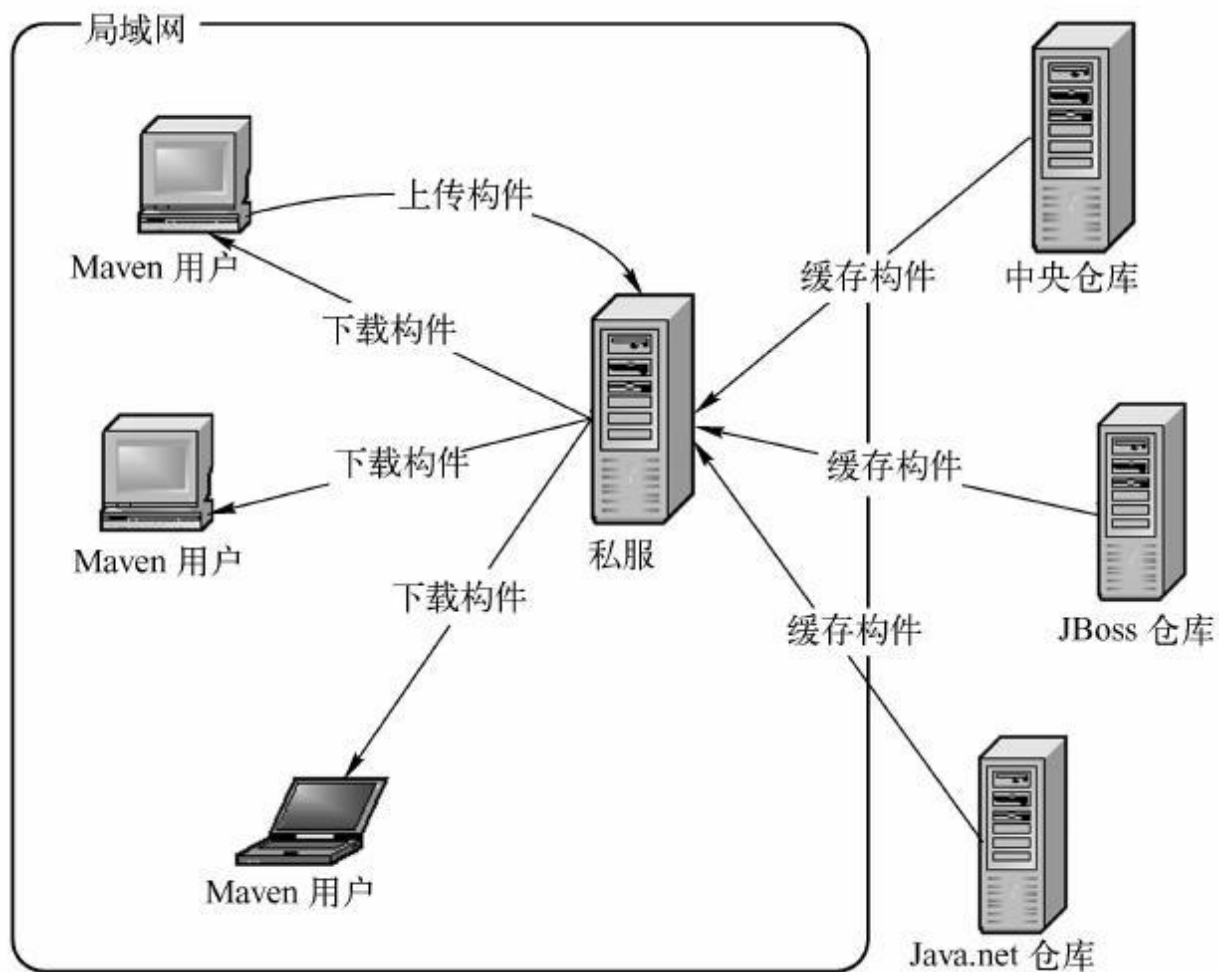 局域网
上传构件
Maven 用户
中央仓库
缓存构件
下载构件
下载构件
缓存构件
Maven 用户
私服
下载构件
缓存构件
JBoss 仓库
Maven 用户
Java.net 仓库